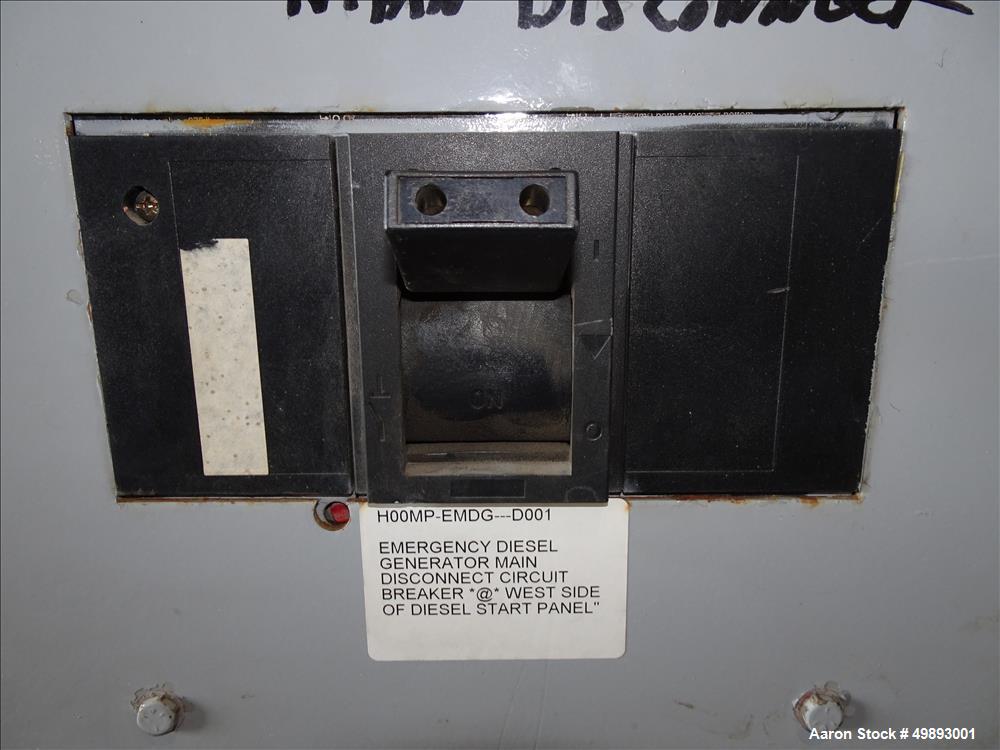 MAIN DISCONNECT
ON
H00MP-EMDG---D001
EMERGENCY DIESEL
GENERATOR MAIN
DISCONNECT CIRCUIT
BREAKER *@* WEST SIDE
OF DIESEL START PANEL"
Aaron Stock # 49893001